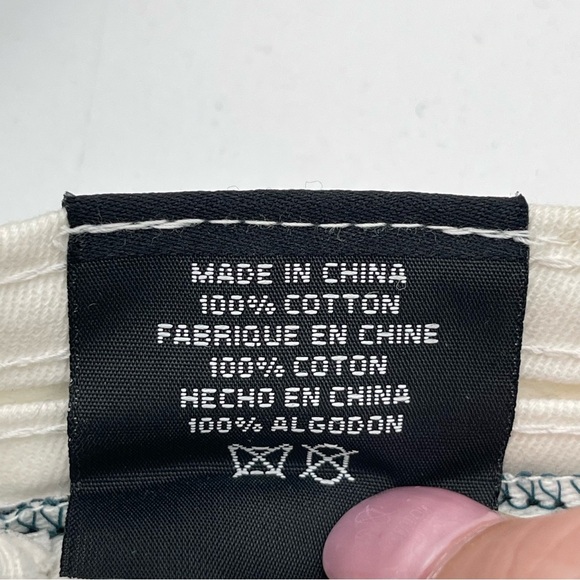 MADE IN CHINA
100% COTTON
FABRIQUE EN CHINE
100% COTON
HECHO EN CHINA
100% ALGODON